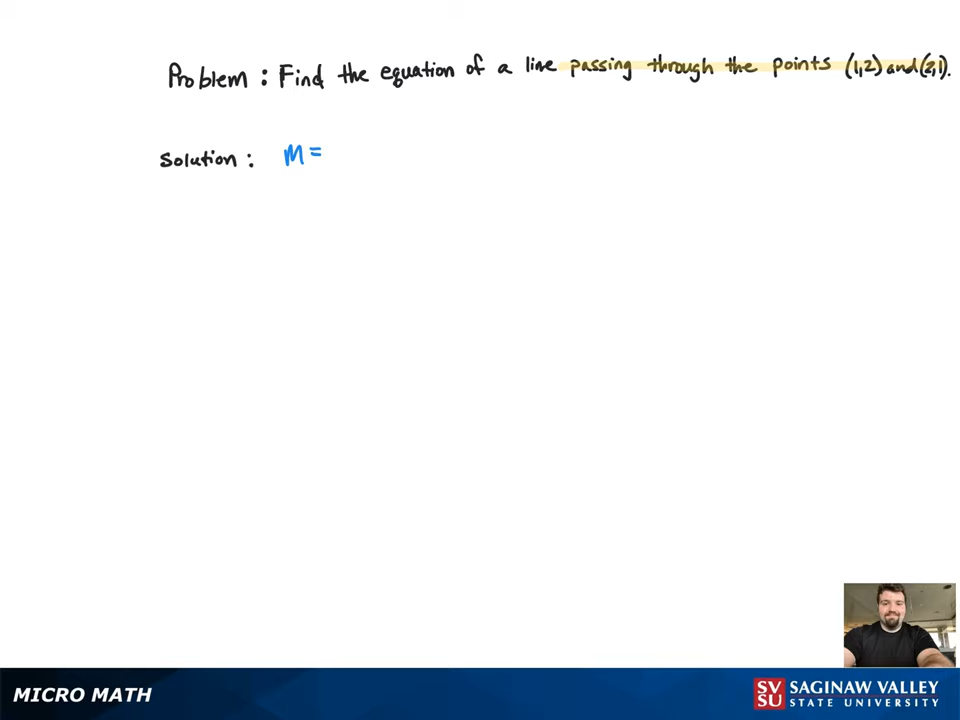 Problem : Find the equation of a line passing through the points (1,2) and (2,1).
Solution : M =
MICRO MATH
SV SU SAGINAW VALLEY
STATE UNIVERSITY